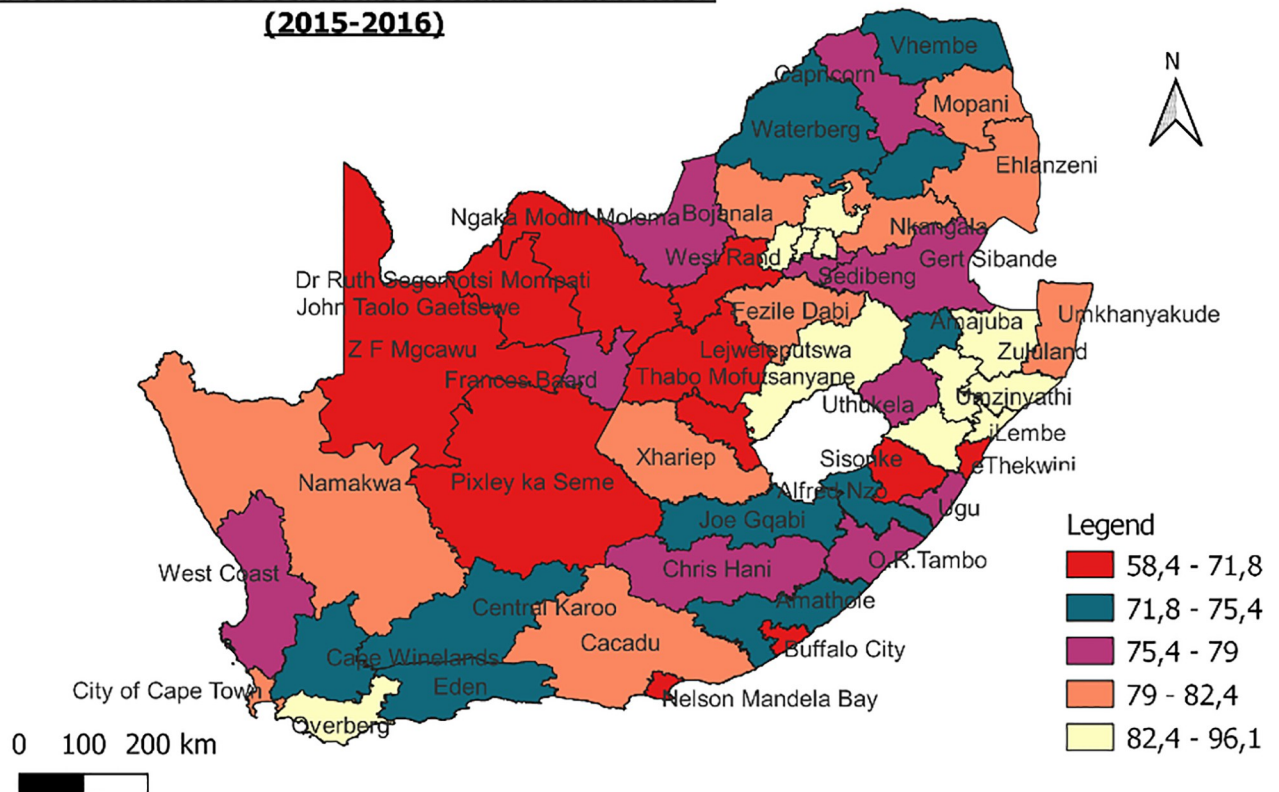 (2015-2016)
Vhembe
N
Capricorn
Mopani
Waterberg
Ehlanzeni
Ngaka Modiri Molema
Bojanala
Nkangala
West Rand
Gert Sibande
Sedibeng
Dr Ruth Segomotsi Mompati
John Taolo Gaetsewe
Fezile Dabi
Umkhanyakude
Amajuba
Z F Mgcawu
Lejweleputswa
Zululand
Frances Baard
Thabo Mofutsanyane
Uthukela
Umzinyathi
iLembe
Xhariep
Sisonke
eThekwini
Namakwa
Pixley ka Seme
Alfred Nzo
Ugu
Joe Gqabi
Legend
O.R.Tambo
58,4 - 71,8
West Coast
Chris Hani
Central Karoo
Amathole
71,8 - 75,4
Cacadu
Buffalo City
75,4 - 79
Cape Winelands
Eden
City of Cape Town
Nelson Mandela Bay
79 - 82,4
Overberg
82,4 - 96,1
0 100 200 km